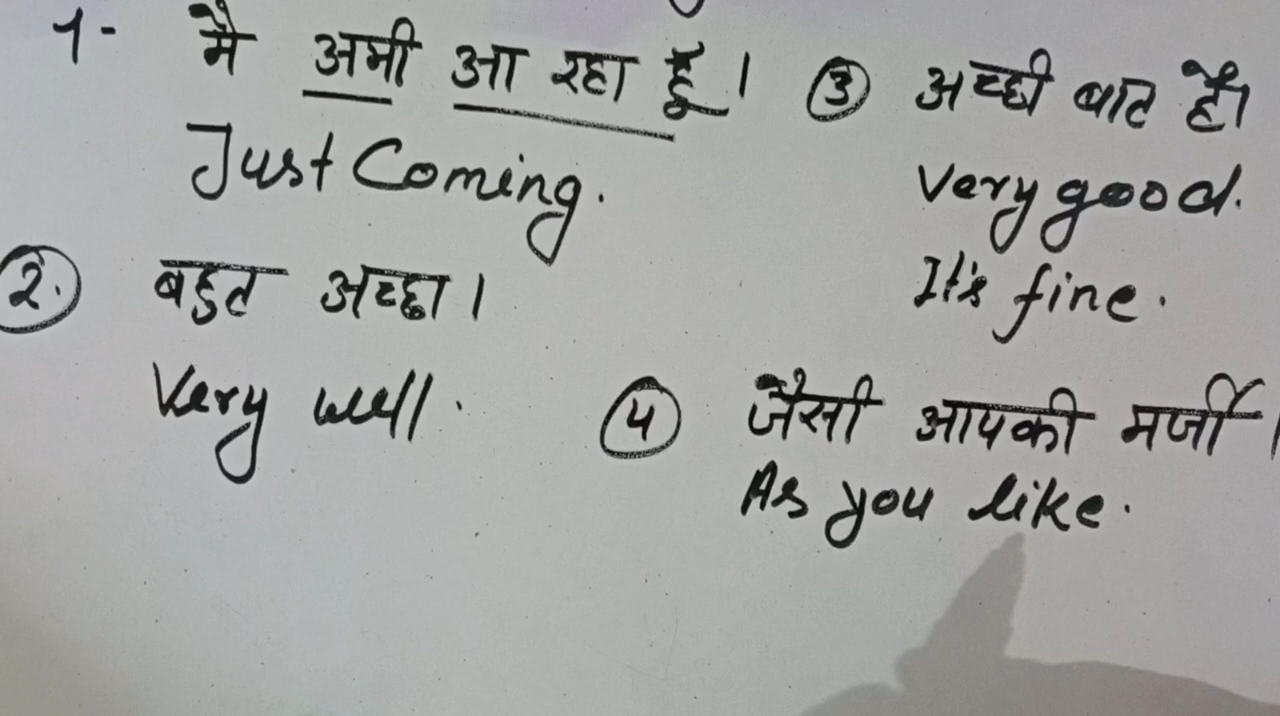 1- मै अभी आ रहा हूँ।
Just Coming.
2. बहुत अच्छा।
Very well.
3 अच्छी बात है।
Very good.
It's fine.
4 जैसी आपकी मर्जी।
As you like.